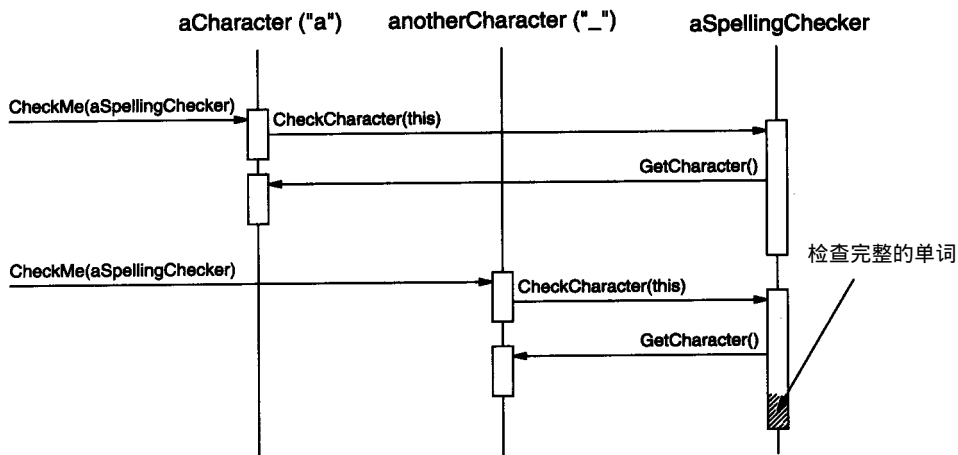 aCharacter ("a")
anotherCharacter ("_")
aSpellingChecker
CheckMe(aSpellingChecker)
CheckCharacter(this)
GetCharacter()
检查完整的单词
CheckMe(aSpellingChecker)
CheckCharacter(this)
GetCharacter()